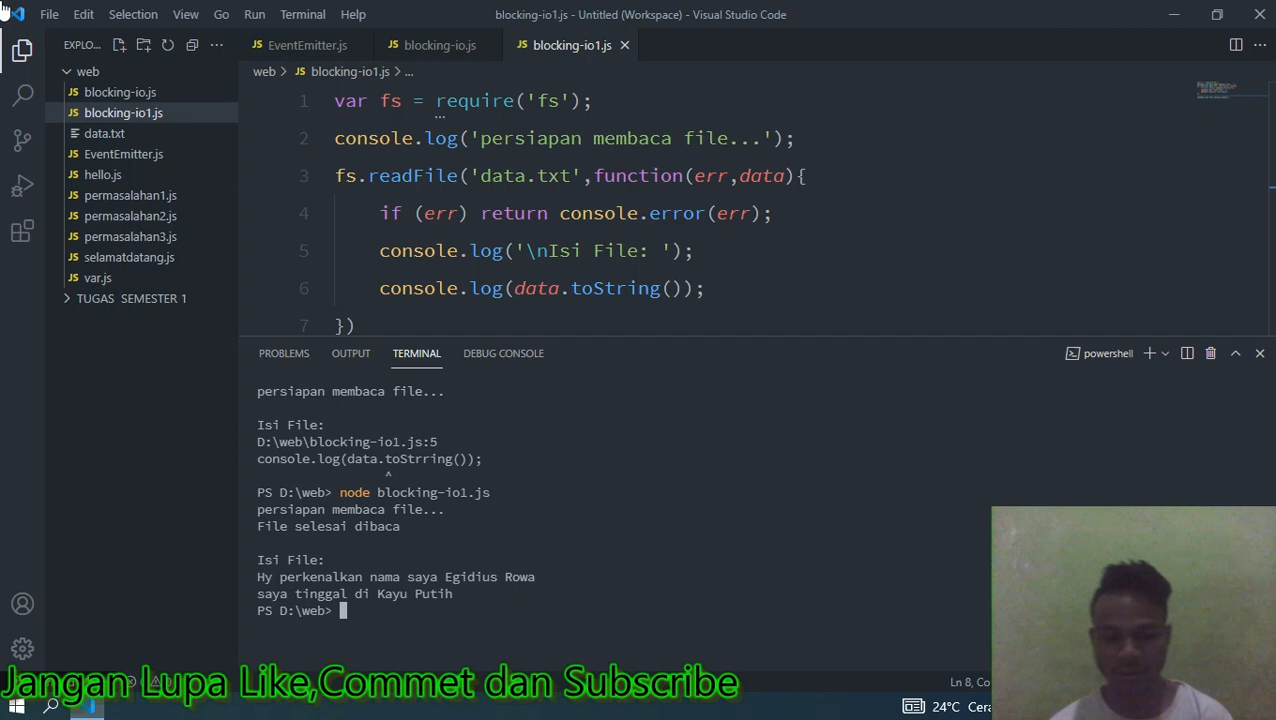 File Edit Selection View Go Run Terminal Help
blocking-io1.js - Untitled (Workspace) - Visual Studio Code
EXPLO...
EventEmitter.js
blocking-io.js
blocking-io1.js
web
blocking-io.js
blocking-io1.js
data.txt
EventEmitter.js
hello.js
permasalahan1.js
permasalahan2.js
permasalahan3.js
selamatdatang.js
var.js
TUGAS SEMESTER 1
web > JS blocking-io1.js > ...
1 var fs = require('fs');
2 console.log('persiapan membaca file...');
3 fs.readFile('data.txt',function(err,data){
4 if (err) return console.error(err);
5 console.log('\nIsi File: ');
6 console.log(data.toString());
7 })
PROBLEMS OUTPUT TERMINAL DEBUG CONSOLE
powershell
persiapan membaca file...
Isi File:
D:\web\blocking-io1.js:5
console.log(data.toStrring());
^
PS D:\web> node blocking-io1.js
persiapan membaca file...
File selesai dibaca
Isi File:
Hy perkenalkan nama saya Egidius Rowa
saya tinggal di Kayu Putih
PS D:\web>
Jangan Lupa Like,Commet dan Subscribe
Ln 8, Co
24°C Cera